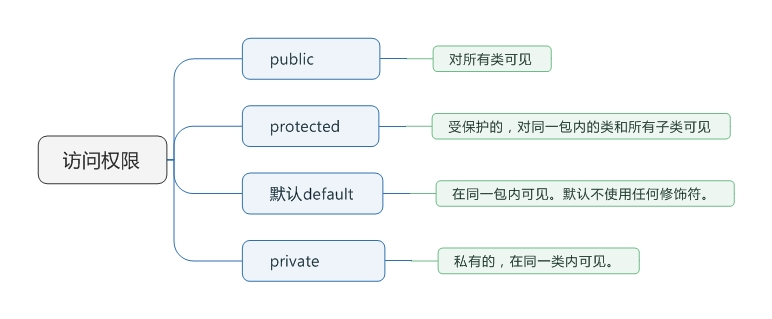 访问权限
public
对所有类可见
protected
受保护的，对同一包内的类和所有子类可见
默认default
在同一包内可见。默认不使用任何修饰符。
private
私有的，在同一类内可见。